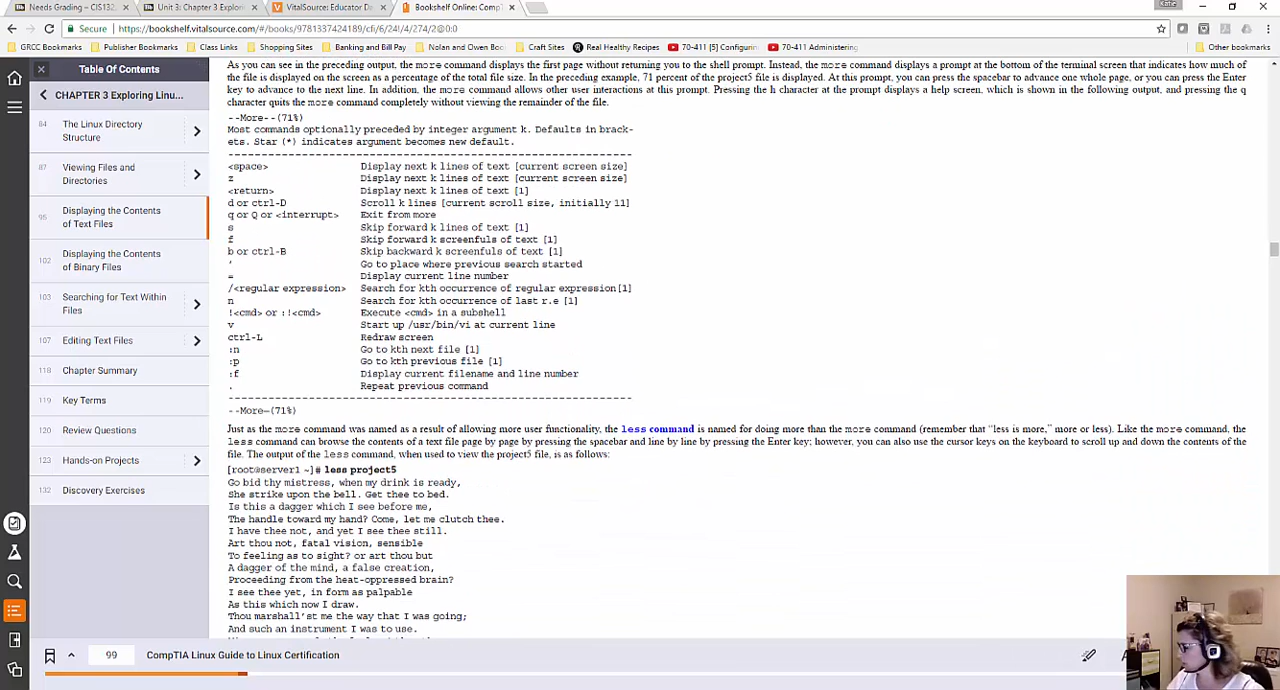 Needs Grading – CIS132
Unit 3: Chapter 3 Explori
VitalSource: Educator D
Bookshelf Online: Comp
Katie
Secure
https://bookshelf.vitalsource.com/#/books/9781337424189/cfi/6/24!/4/274/2@0:0
GRCC Bookmarks
Publisher Bookmarks
Class Links
Shopping Sites
Banking and Bill Pay
Nolan and Owen Boo
Craft Sites
Real Healthy Recipes
70-411 [5] Configurin
70-411 Administering
Other bookmarks
Table Of Contents
CHAPTER 3 Exploring Linu...
84 The Linux Directory
Structure
87 Viewing Files and
Directories
95 Displaying the Contents
of Text Files
102 Displaying the Contents
of Binary Files
103 Searching for Text Within
Files
107 Editing Text Files
118 Chapter Summary
119 Key Terms
120 Review Questions
123 Hands-on Projects
132 Discovery Exercises
As you can see in the preceding output, the more command displays the first page without returning you to the shell prompt. Instead, the more command displays a prompt at the bottom of the terminal screen that indicates how much of
the file is displayed on the screen as a percentage of the total file size. In the preceding example, 71 percent of the project5 file is displayed. At this prompt, you can press the spacebar to advance one whole page, or you can press the Enter
key to advance to the next line. In addition, the more command allows other user interactions at this prompt. Pressing the h character at the prompt displays a help screen, which is shown in the following output, and pressing the q
character quits the more command completely without viewing the remainder of the file.
--More--(71%)
Most commands optionally preceded by integer argument k. Defaults in brack-
ets. Star (*) indicates argument becomes new default.
-------------------------------------------------------------------
<space> Display next k lines of text [current screen size]
z Display next k lines of text [current screen size]
<return> Display next k lines of text [1]
d or ctrl-D Scroll k lines [current scroll size, initially 11]
q or Q or <interrupt> Exit from more
s Skip forward k lines of text [1]
f Skip forward k screenfuls of text [1]
b or ctrl-B Skip backward k screenfuls of text [1]
' Go to place where previous search started
= Display current line number
/<regular expression> Search for kth occurrence of regular expression[1]
n Search for kth occurrence of last r.e [1]
!<cmd> or :!<cmd> Execute <cmd> in a subshell
v Start up /usr/bin/vi at current line
ctrl-L Redraw screen
:n Go to kth next file [1]
:p Go to kth previous file [1]
:f Display current filename and line number
. Repeat previous command
-------------------------------------------------------------------
--More—(71%)
Just as the more command was named as a result of allowing more user functionality, the less command is named for doing more than the more command (remember that "less is more," more or less). Like the more command, the
less command can browse the contents of a text file page by page by pressing the spacebar and line by line by pressing the Enter key; however, you can also use the cursor keys on the keyboard to scroll up and down the contents of the
file. The output of the less command, when used to view the project5 file, is as follows:
[root@server1 ~]# less project5
Go bid thy mistress, when my drink is ready,
She strike upon the bell. Get thee to bed.
Is this a dagger which I see before me,
The handle toward my hand? Come, let me clutch thee.
I have thee not, and yet I see thee still.
Art thou not, fatal vision, sensible
To feeling as to sight? or art thou but
A dagger of the mind, a false creation,
Proceeding from the heat-oppressed brain?
I see thee yet, in form as palpable
As this which now I draw.
Thou marshall'st me the way that I was going;
And such an instrument I was to use.
99
CompTIA Linux Guide to Linux Certification